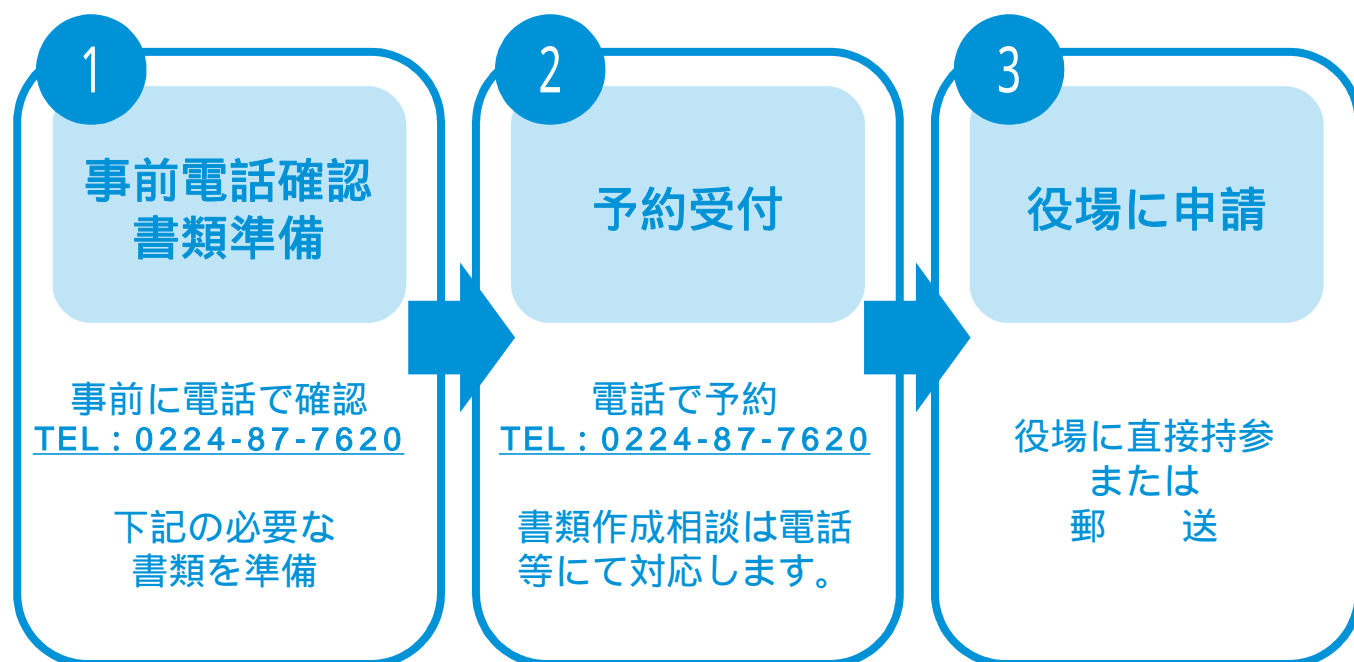 1
事前電話確認
書類準備
事前に電話で確認
TEL：0224-87-7620
下記の必要な
書類を準備
2
予約受付
電話で予約
TEL：0224-87-7620
書類作成相談は電話
等にて対応します。
3
役場に申請
役場に直接持参
または
郵　　送